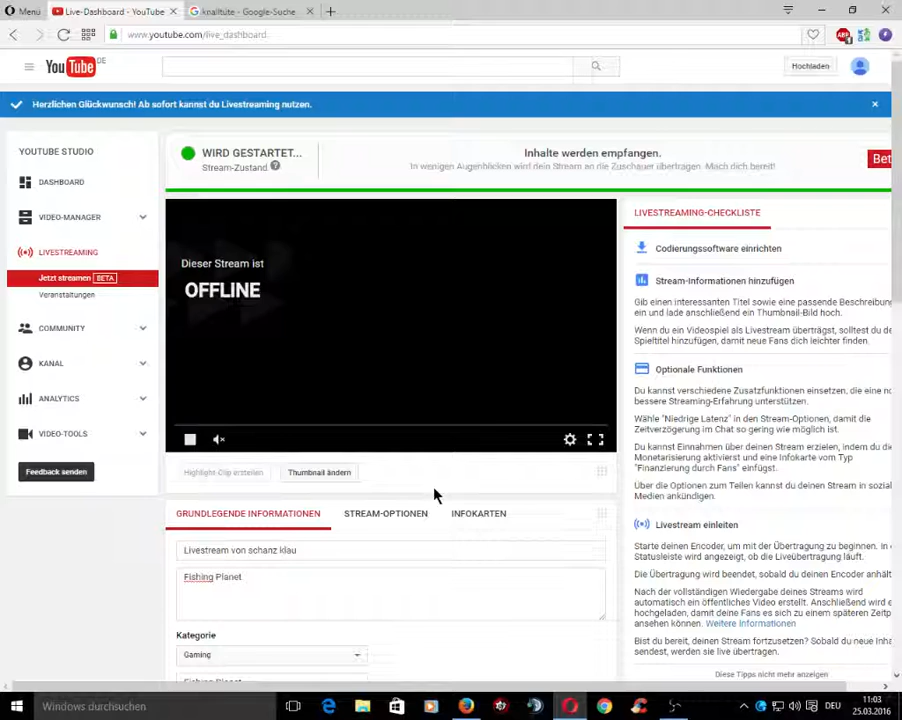 Menü
Live-Dashboard - YouTube
knalltüte - Google-Suche
www.youtube.com/live_dashboard
YouTube DE
Hochladen
Herzlichen Glückwunsch! Ab sofort kannst du Livestreaming nutzen.
YOUTUBE STUDIO
DASHBOARD
VIDEO-MANAGER
LIVESTREAMING
Jetzt streamen BETA
Veranstaltungen
COMMUNITY
KANAL
ANALYTICS
VIDEO-TOOLS
Feedback senden
WIRD GESTARTET...
Stream-Zustand ?
Inhalte werden empfangen.
In wenigen Augenblicken wird dein Stream an die Zuschauer übertragen. Mach dich bereit!
Bet
Dieser Stream ist
OFFLINE
Highlight-Clip erstellen
Thumbnail ändern
GRUNDLEGENDE INFORMATIONEN
STREAM-OPTIONEN
INFOKARTEN
Livestream von schanz klau
Fishing Planet
Kategorie
Gaming
Fishing Planet
LIVESTREAMING-CHECKLISTE
Codierungssoftware einrichten
Stream-Informationen hinzufügen
Gib einen interessanten Titel sowie eine passende Beschreibun
ein und lade anschließend ein Thumbnail-Bild hoch.
Wenn du ein Videospiel als Livestream überträgst, solltest du de
Spieltitel hinzufügen, damit neue Fans dich leichter finden.
Optionale Funktionen
Du kannst verschiedene Zusatzfunktionen einsetzen, die eine no
bessere Streaming-Erfahrung unterstützen.
Wähle "Niedrige Latenz" in den Stream-Optionen, damit die
Zeitverzögerung im Chat so gering wie möglich ist.
Du kannst Einnahmen über deinen Stream erzielen, indem du die
Monetarisierung aktivierst und eine Infokarte vom Typ
"Finanzierung durch Fans" einfügst.
Über die Optionen zum Teilen kannst du deinen Stream in sozial
Medien ankündigen.
Livestream einleiten
Starte deinen Encoder, um mit der Übertragung zu beginnen. In
Statusleiste wird angezeigt, ob die Liveübertragung läuft.
Die Übertragung wird beendet, sobald du deinen Encoder anhält
Nach der vollständigen Wiedergabe deines Streams wird
automatisch ein öffentliches Video erstellt. Anschließend wird e
hochgeladen, damit deine Fans es sich zu einem späteren Zeitp
ansehen können. Weitere Informationen
Bist du bereit, deinen Stream fortzusetzen? Sobald du neue Inha
sendest, werden sie live übertragen.
Diese Tipps nicht mehr anzeigen
Windows durchsuchen
DEU
11:03
25.03.2016